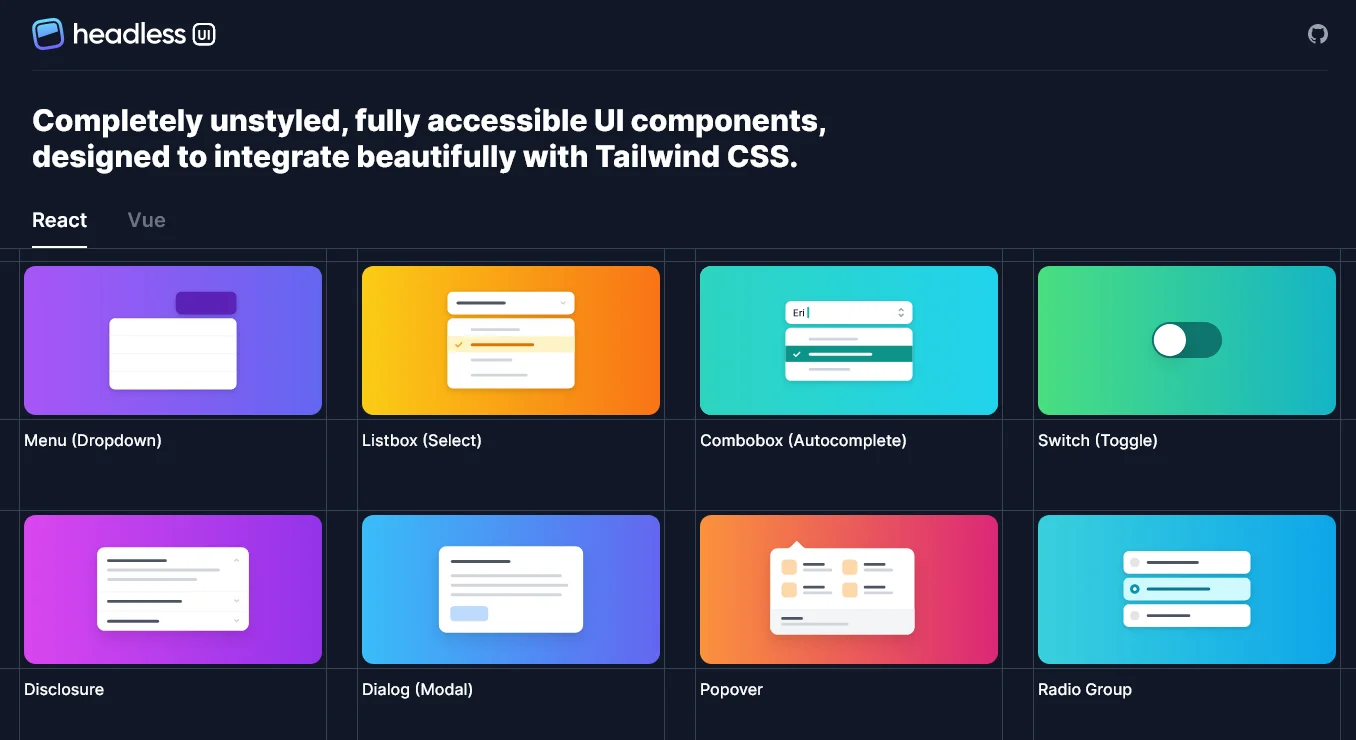 headless UI
Completely unstyled, fully accessible UI components,
designed to integrate beautifully with Tailwind CSS.
React Vue
Eri
Menu (Dropdown)
Listbox (Select)
Combobox (Autocomplete)
Switch (Toggle)
Disclosure
Dialog (Modal)
Popover
Radio Group